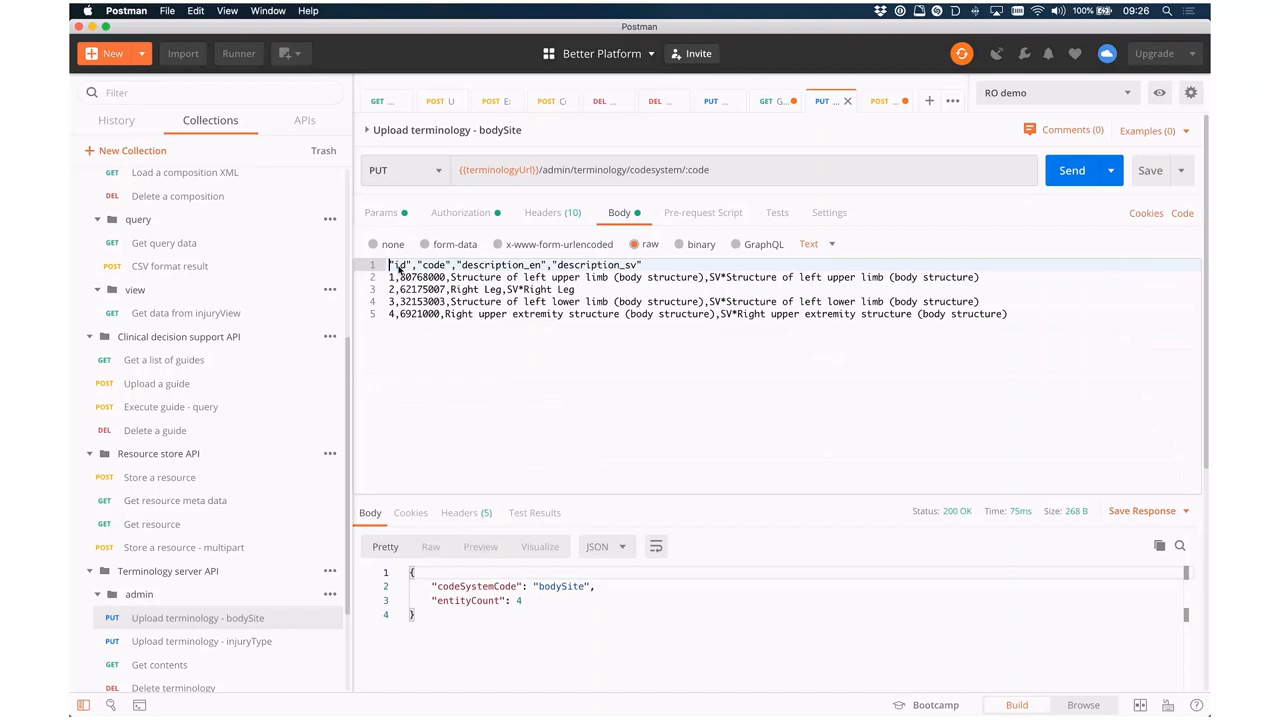 Postman File Edit View Window Help 100% 09:26
Postman
New Import Runner Better Platform Invite Upgrade
Filter
History Collections APIs
New Collection Trash
Load a composition XML
DEL Delete a composition
query
GET Get query data
GET CSV format result
view
GET Get data from injuryView
Clinical decision support API
GET Get a list of guides
POST Upload a guide
POST Execute guide - query
DEL Delete a guide
Resource store API
POST Store a resource
GET Get resource meta data
GET Get resource
POST Store a resource - multipart
Terminology server API
admin
PUT Upload terminology - bodySite
PUT Upload terminology - injuryType
GET Get contents
DEL Delete terminology
GET ... POST U POST E: POST C DEL ... DEL ... PUT ... GET G... PUT ... POST ... RO demo
Upload terminology - bodySite Comments (0) Examples (0)
PUT {{terminologyUrl}}/admin/terminology/codesystem/:code Send Save
Params Authorization Headers (10) Body Pre-request Script Tests Settings Cookies Code
none form-data x-www-form-urlencoded raw binary GraphQL Text
1 "id","code","description_en","description_sv"
2 1,80768000,Structure of left upper limb (body structure),SV*Structure of left upper limb (body structure)
3 2,62175007,Right Leg,SV*Right Leg
4 3,32153003,Structure of left lower limb (body structure),SV*Structure of left lower limb (body structure)
5 4,6921000,Right upper extremity structure (body structure),SV*Right upper extremity structure (body structure)
Body Cookies Headers (5) Test Results Status: 200 OK Time: 75ms Size: 268 B Save Response
Pretty Raw Preview Visualize JSON
1 {
2 "codeSystemCode": "bodySite",
3 "entityCount": 4
4 }
Bootcamp Build Browse